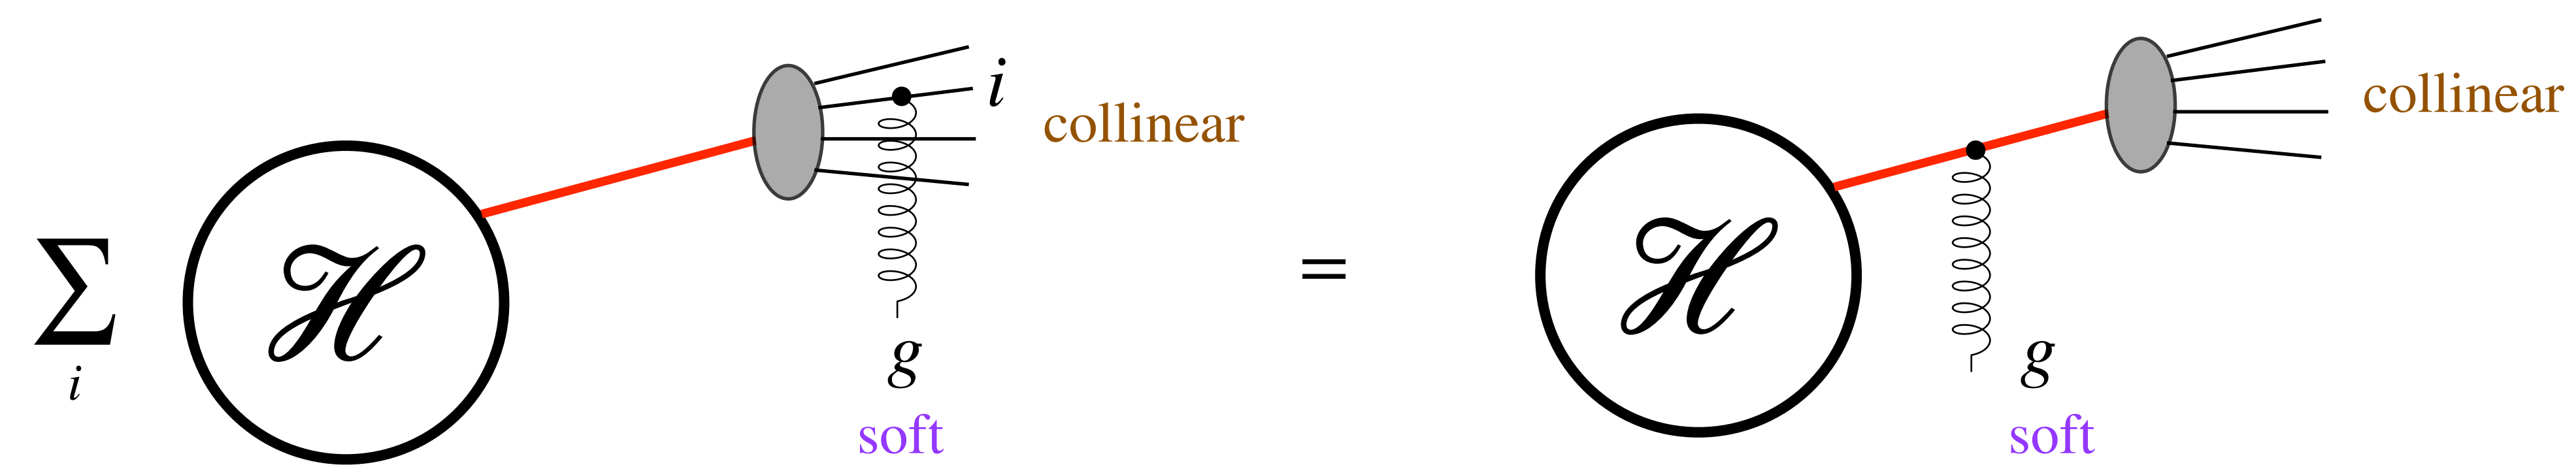 ∑
i
ℋ
i
collinear
g
soft
=
ℋ
collinear
g
soft